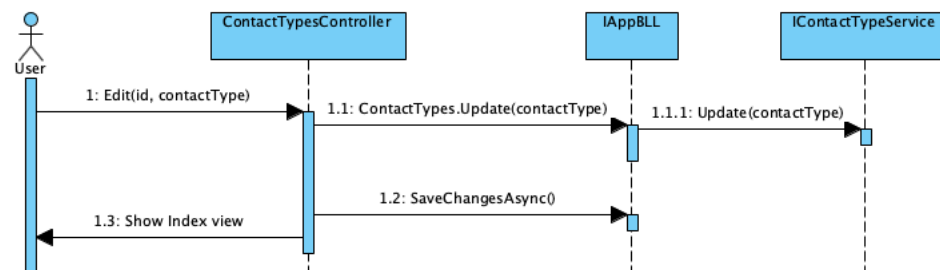 ContactTypesController
IAppBLL
IContactTypeService
User
1: Edit(id, contactType)
1.1: ContactTypes.Update(contactType)
1.1.1: Update(contactType)
1.2: SaveChangesAsync()
1.3: Show Index view